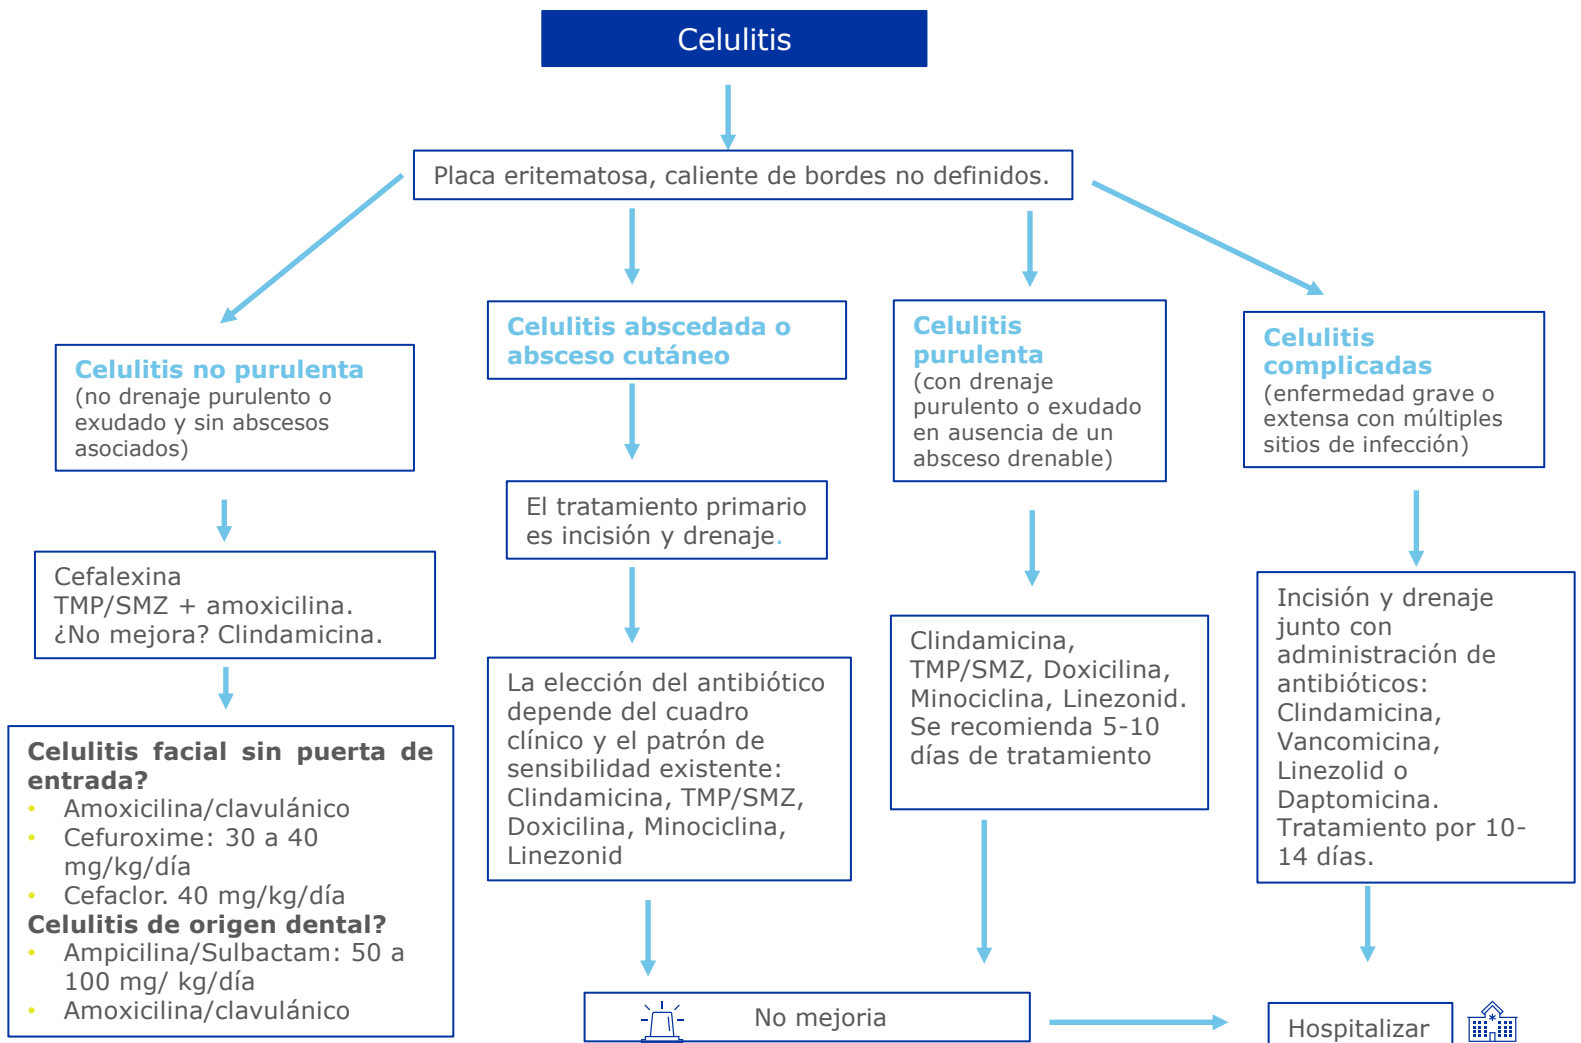 Celulitis
Placa eritematosa, caliente de bordes no definidos.
Celulitis no purulenta
(no drenaje purulento o
exudado y sin abscesos
asociados)
Cefalexina
TMP/SMZ + amoxicilina.
¿No mejora? Clindamicina.
Celulitis facial sin puerta de
entrada?
• Amoxicilina/clavulánico
• Cefuroxime: 30 a 40
mg/kg/día
• Cefaclor. 40 mg/kg/día
Celulitis de origen dental?
• Ampicilina/Sulbactam: 50 a
100 mg/ kg/día
• Amoxicilina/clavulánico
Celulitis abscedada o
absceso cutáneo
El tratamiento primario
es incisión y drenaje.
La elección del antibiótico
depende del cuadro
clínico y el patrón de
sensibilidad existente:
Clindamicina, TMP/SMZ,
Doxicilina, Minociclina,
Linezonid
Celulitis
purulenta
(con drenaje
purulento o exudado
en ausencia de un
absceso drenable)
Clindamicina,
TMP/SMZ, Doxicilina,
Minociclina, Linezonid.
Se recomienda 5-10
días de tratamiento
Celulitis
complicadas
(enfermedad grave o
extensa con múltiples
sitios de infección)
Incisión y drenaje
junto con
administración de
antibióticos:
Clindamicina,
Vancomicina,
Linezolid o
Daptomicina.
Tratamiento por 10-
14 días.
No mejoria
Hospitalizar